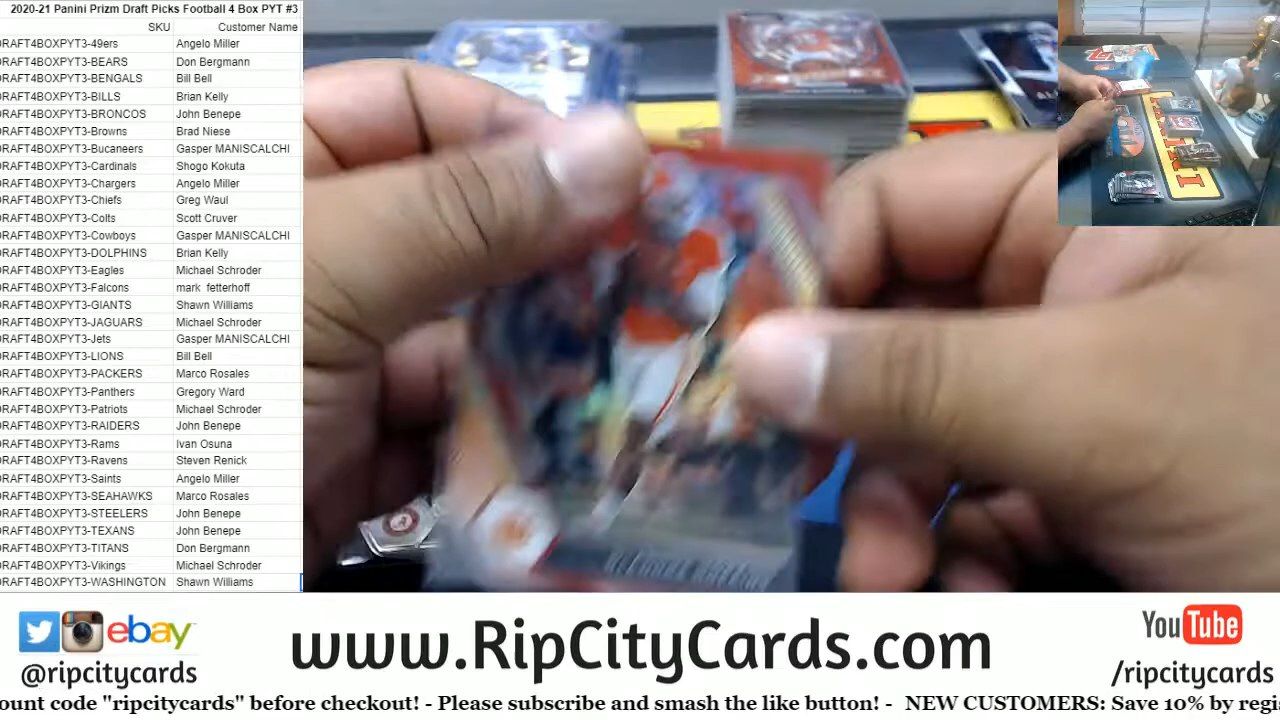 2020-21 Panini Prizm Draft Picks Football 4 Box PYT #3
SKU Customer Name
DRAFT4BOXPYT3-49ers Angelo Miller
DRAFT4BOXPYT3-BEARS Don Bergmann
DRAFT4BOXPYT3-BENGALS Bill Bell
DRAFT4BOXPYT3-BILLS Brian Kelly
DRAFT4BOXPYT3-BRONCOS John Benepe
DRAFT4BOXPYT3-Browns Brad Niese
DRAFT4BOXPYT3-Bucaneers Gasper MANISCALCHI
DRAFT4BOXPYT3-Cardinals Shogo Kokuta
DRAFT4BOXPYT3-Chargers Angelo Miller
DRAFT4BOXPYT3-Chiefs Greg Waul
DRAFT4BOXPYT3-Colts Scott Cruver
DRAFT4BOXPYT3-Cowboys Gasper MANISCALCHI
DRAFT4BOXPYT3-DOLPHINS Brian Kelly
DRAFT4BOXPYT3-Eagles Michael Schroder
DRAFT4BOXPYT3-Falcons mark fetterhoff
DRAFT4BOXPYT3-GIANTS Shawn Williams
DRAFT4BOXPYT3-JAGUARS Michael Schroder
DRAFT4BOXPYT3-Jets Gasper MANISCALCHI
DRAFT4BOXPYT3-LIONS Bill Bell
DRAFT4BOXPYT3-PACKERS Marco Rosales
DRAFT4BOXPYT3-Panthers Gregory Ward
DRAFT4BOXPYT3-Patriots Michael Schroder
DRAFT4BOXPYT3-RAIDERS John Benepe
DRAFT4BOXPYT3-Rams Ivan Osuna
DRAFT4BOXPYT3-Ravens Steven Renick
DRAFT4BOXPYT3-Saints Angelo Miller
DRAFT4BOXPYT3-SEAHAWKS Marco Rosales
DRAFT4BOXPYT3-STEELERS John Benepe
DRAFT4BOXPYT3-TEXANS John Benepe
DRAFT4BOXPYT3-TITANS Don Bergmann
DRAFT4BOXPYT3-Vikings Michael Schroder
DRAFT4BOXPYT3-WASHINGTON Shawn Williams
PANINI
ebay
@ripcitycards
www.RipCityCards.com
YouTube
/ripcitycards
ount code "ripcitycards" before checkout! - Please subscribe and smash the like button! - NEW CUSTOMERS: Save 10% by regi